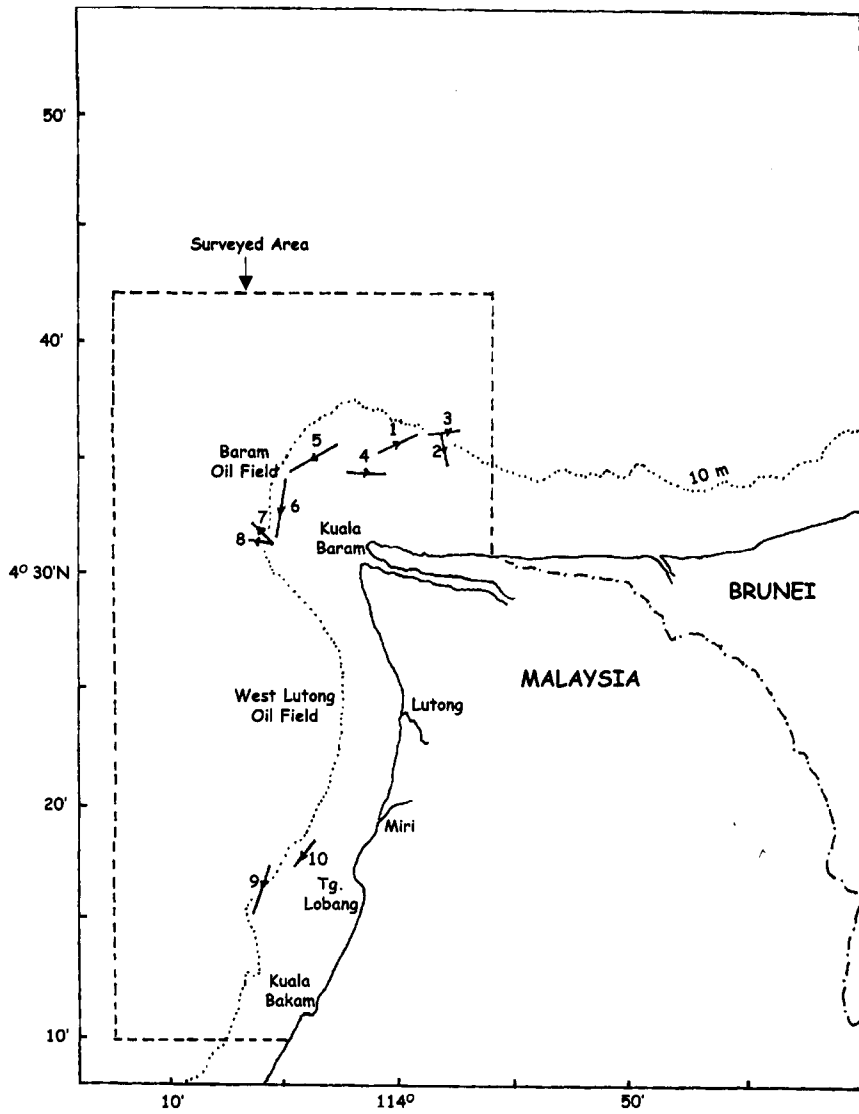 50'
Surveyed Area
40'
3
1
5
2
Baram
Oil Field
4
10 m
6
7
8
Kuala
Baram
4° 30'N
BRUNEI
MALAYSIA
West Lutong
Oil Field
Lutong
20'
Miri
10
9
Tg.
Lobang
Kuala
Bakam
10'
10'
114°
50'